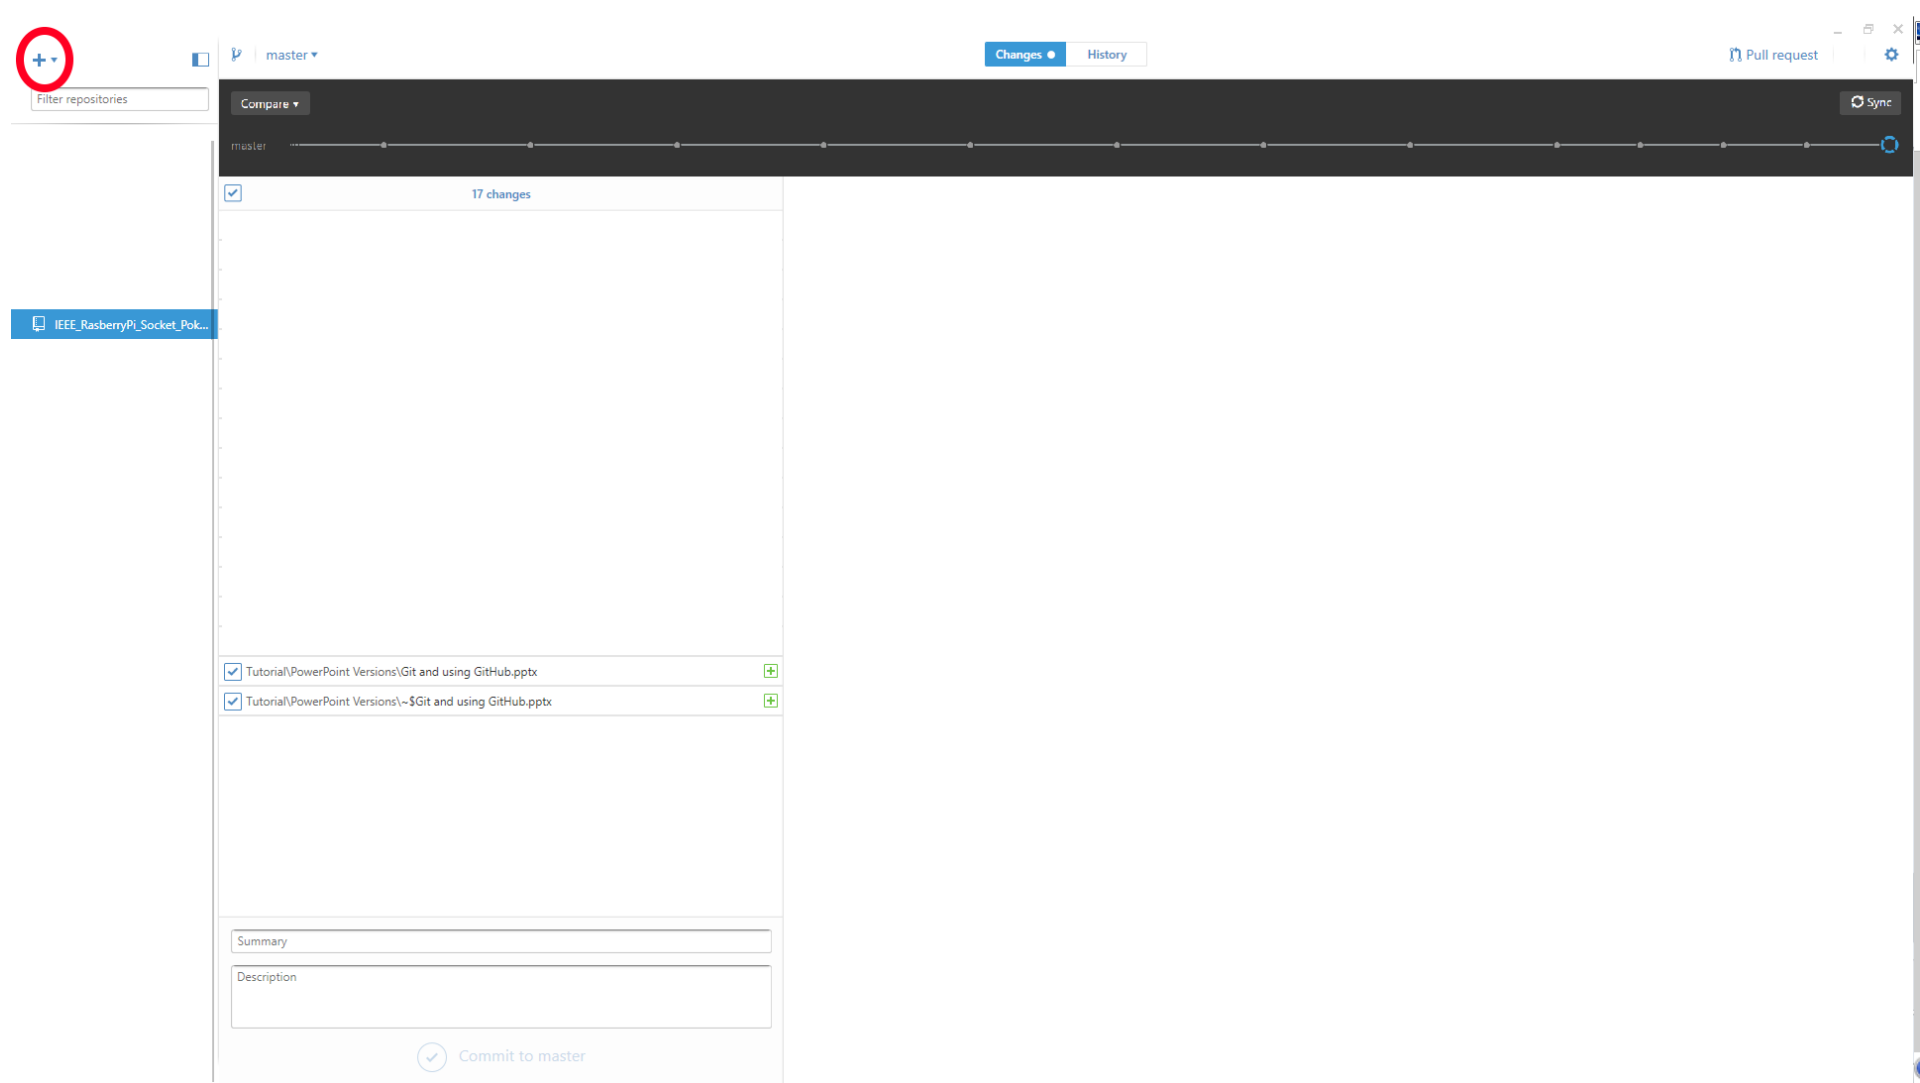 master
Changes
History
Pull request
Filter repositories
Compare
Sync
master
17 changes
IEEE_RasberryPi_Socket_Pok...
Tutorial\PowerPoint Versions\Git and using GitHub.pptx
Tutorial\PowerPoint Versions\~$Git and using GitHub.pptx
Summary
Description
Commit to master